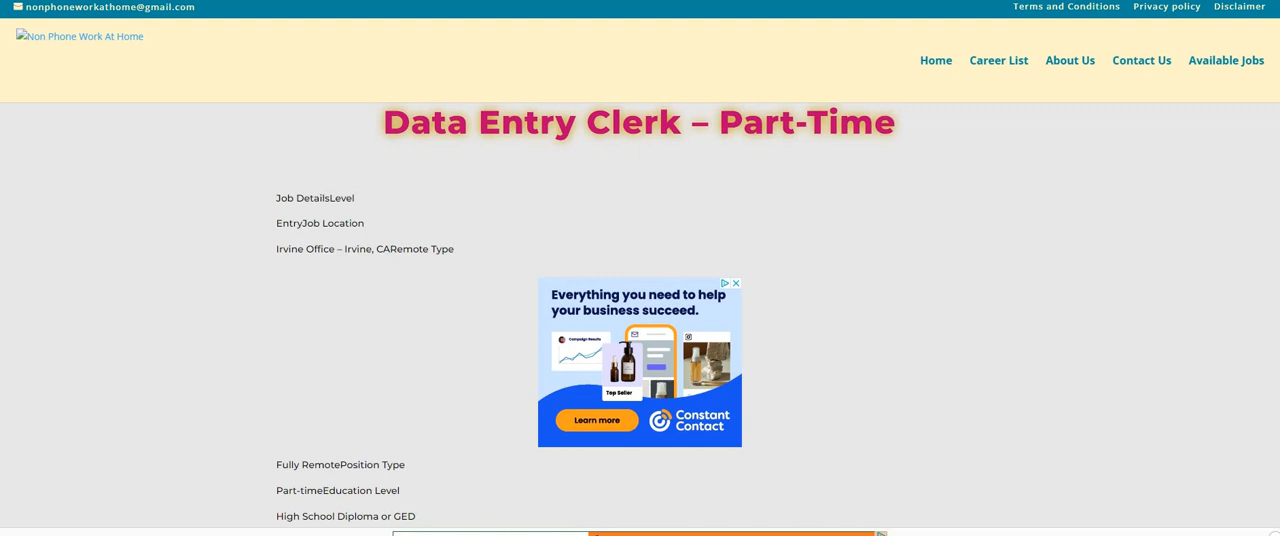 nonphoneworkathome@gmail.com
Terms and Conditions Privacy policy Disclaimer
Non Phone Work At Home
Home Career List About Us Contact Us Available Jobs
Data Entry Clerk – Part-Time
Job DetailsLevel
EntryJob Location
Irvine Office – Irvine, CARemote Type
Everything you need to help
your business succeed.
Campaign Results
Top Seller
Learn more
Constant
Contact
Fully RemotePosition Type
Part-timeEducation Level
High School Diploma or GED